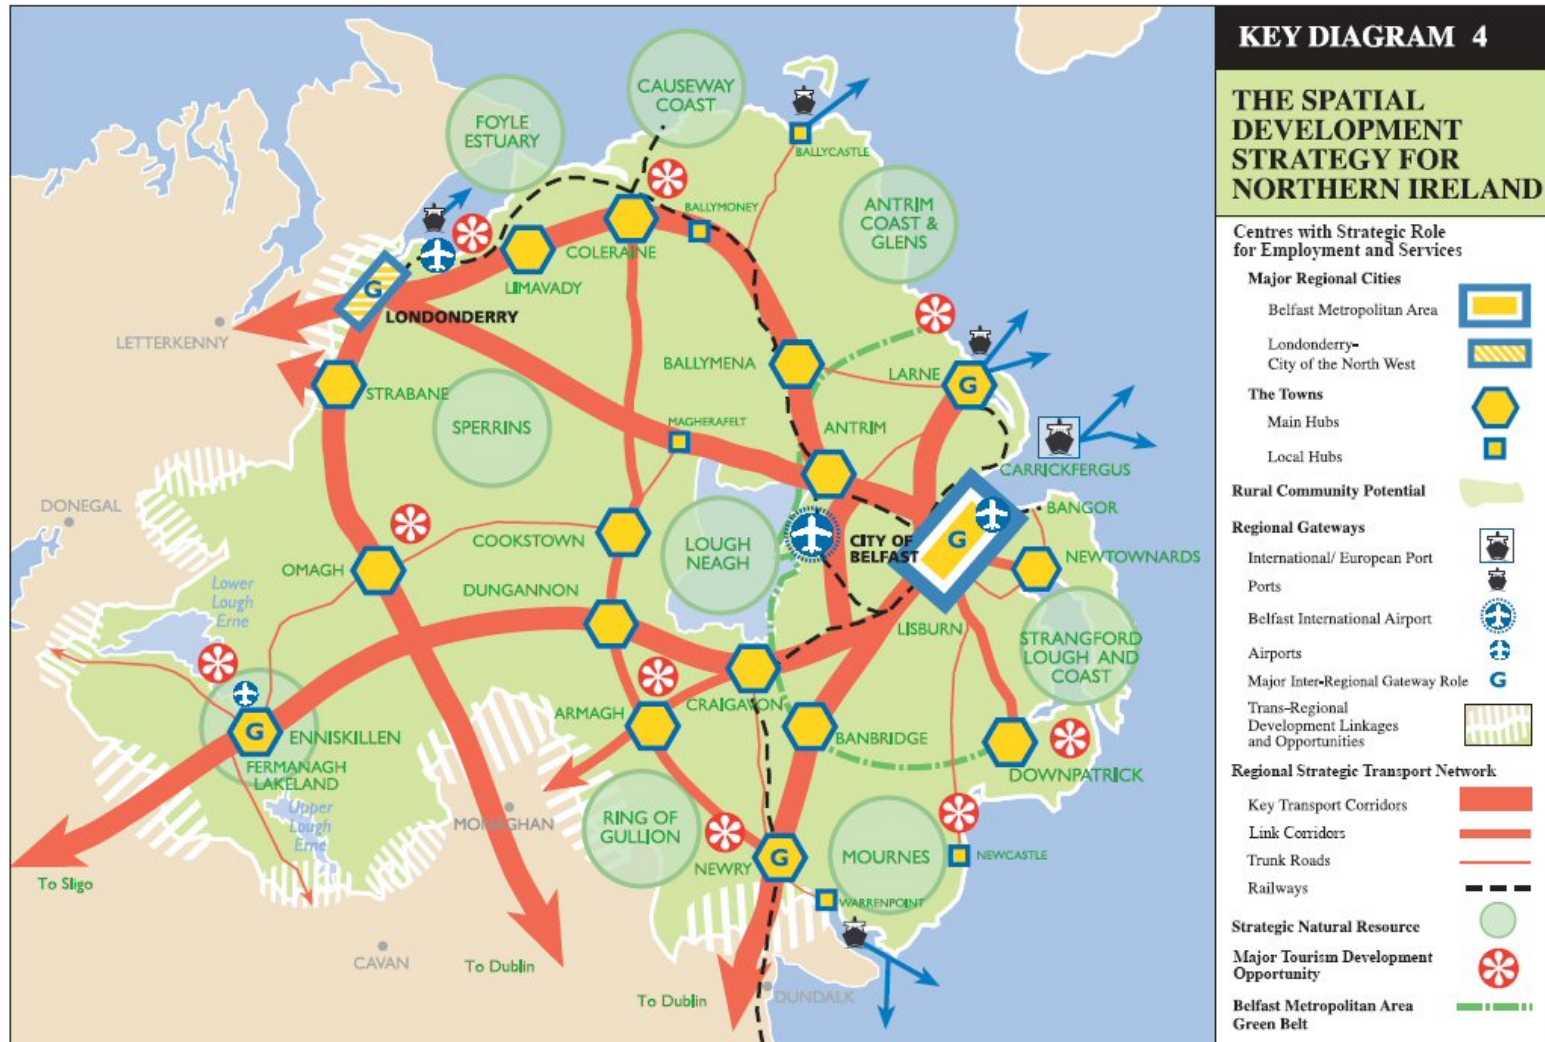 KEY DIAGRAM 4
THE SPATIAL
DEVELOPMENT
STRATEGY FOR
NORTHERN IRELAND
Centres with Strategic Role
for Employment and Services
Major Regional Cities
Belfast Metropolitan Area
Londonderry-
City of the North West
The Towns
Main Hubs
Local Hubs
Rural Community Potential
Regional Gateways
International/ European Port
Ports
Belfast International Airport
Airports
Major Inter-Regional Gateway Role
G
Trans-Regional
Development Linkages
and Opportunities
Regional Strategic Transport Network
Key Transport Corridors
Link Corridors
Trunk Roads
Railways
Strategic Natural Resource
Major Tourism Development
Opportunity
Belfast Metropolitan Area
Green Belt
CAUSEWAY
COAST
FOYLE
ESTUARY
BALLYCASTLE
ANTRIM
COAST &
GLENS
BALLYMONEY
COLERAINE
LIMAVADY
G
LONDONDERRY
LETTERKENNY
BALLYMENA
LARNE
G
STRABANE
SPERRINS
MAGHERAFELT
ANTRIM
CARRICKFERGUS
DONEGAL
BANGOR
COOKSTOWN
LOUGH
NEAGH
CITY OF
BELFAST
G
NEWTOWNARDS
OMAGH
DUNGANNON
Lower
Lough
Erne
LISBURN
STRANGFORD
LOUGH AND
COAST
ARMAGH
CRAIGAVON
BANBRIDGE
G
ENNISKILLEN
FERMANAGH
LAKELAND
DOWNPATRICK
Upper
Lough
Erne
MONAGHAN
RING OF
GULLION
NEWRY
G
MOURNES
NEWCASTLE
To Sligo
WARRENPOINT
CAVAN
To Dublin
To Dublin
DUNDALK